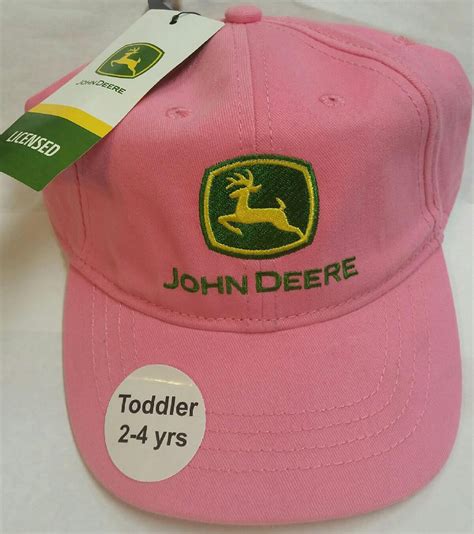 JOHN DEERE
LICENSED
JOHN DEERE
Toddler
2-4 yrs